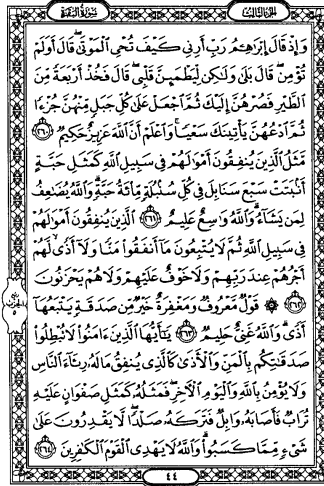 الجزء الثالث
سورة البقرة
وَإِذْ قَالَ إِبْرَٰهِـۧمُ رَبِّ أَرِنِى كَيْفَ تُحْىِ ٱلْمَوْتَىٰ ۖ قَالَ أَوَلَمْ
تُؤْمِن ۖ قَالَ بَلَىٰ وَلَٰكِن لِّيَطْمَئِنَّ قَلْبِى ۖ قَالَ فَخُذْ أَرْبَعَةً مِّنَ
ٱلطَّيْرِ فَصُرْهُنَّ إِلَيْكَ ثُمَّ ٱجْعَلْ عَلَىٰ كُلِّ جَبَلٍ مِّنْهُنَّ جُزْءًا
ثُمَّ ٱدْعُهُنَّ يَأْتِينَكَ سَعْيًا ۚ وَٱعْلَمْ أَنَّ ٱللَّهَ عَزِيزٌ حَكِيمٌ ٢٦٠
مَّثَلُ ٱلَّذِينَ يُنفِقُونَ أَمْوَٰلَهُمْ فِى سَبِيلِ ٱللَّهِ كَمَثَلِ حَبَّةٍ
أَنۢبَتَتْ سَبْعَ سَنَابِلَ فِى كُلِّ سُنۢبُلَةٍ مِّا۟ئَةُ حَبَّةٍ ۗ وَٱللَّهُ يُضَٰعِفُ
لِمَن يَشَآءُ ۗ وَٱللَّهُ وَٰسِعٌ عَلِيمٌ ٢٦١ ٱلَّذِينَ يُنفِقُونَ أَمْوَٰلَهُمْ
فِى سَبِيلِ ٱللَّهِ ثُمَّ لَا يُتْبِعُونَ مَآ أَنفَقُوا۟ مَنًّا وَلَآ أَذًى ۙ لَّهُمْ
أَجْرُهُمْ عِندَ رَبِّهِمْ وَلَا خَوْفٌ عَلَيْهِمْ وَلَا هُمْ يَحْزَنُونَ
٢٦٢ ۞ قَوْلٌ مَّعْرُوفٌ وَمَغْفِرَةٌ خَيْرٌ مِّن صَدَقَةٍ يَتْبَعُهَآ
أَذًى ۗ وَٱللَّهُ غَنِىٌّ حَلِيمٌ ٢٦٣ يَٰٓأَيُّهَا ٱلَّذِينَ ءَامَنُوا۟ لَا تُبْطِلُوا۟
صَدَقَٰتِكُم بِٱلْمَنِّ وَٱلْأَذَىٰ كَٱلَّذِى يُنفِقُ مَالَهُۥ رِئَآءَ ٱلنَّاسِ
وَلَا يُؤْمِنُ بِٱللَّهِ وَٱلْيَوْمِ ٱلْـَٔاخِرِ ۖ فَمَثَلُهُۥ كَمَثَلِ صَفْوَانٍ عَلَيْهِ
تُرَابٌ فَأَصَابَهُۥ وَابِلٌ فَتَرَكَهُۥ صَلْدًا ۖ لَّا يَقْدِرُونَ عَلَىٰ
شَىْءٍ مِّمَّا كَسَبُوا۟ ۗ وَٱللَّهُ لَا يَهْدِى ٱلْقَوْمَ ٱلْكَٰفِرِينَ ٢٦٤
٤٤